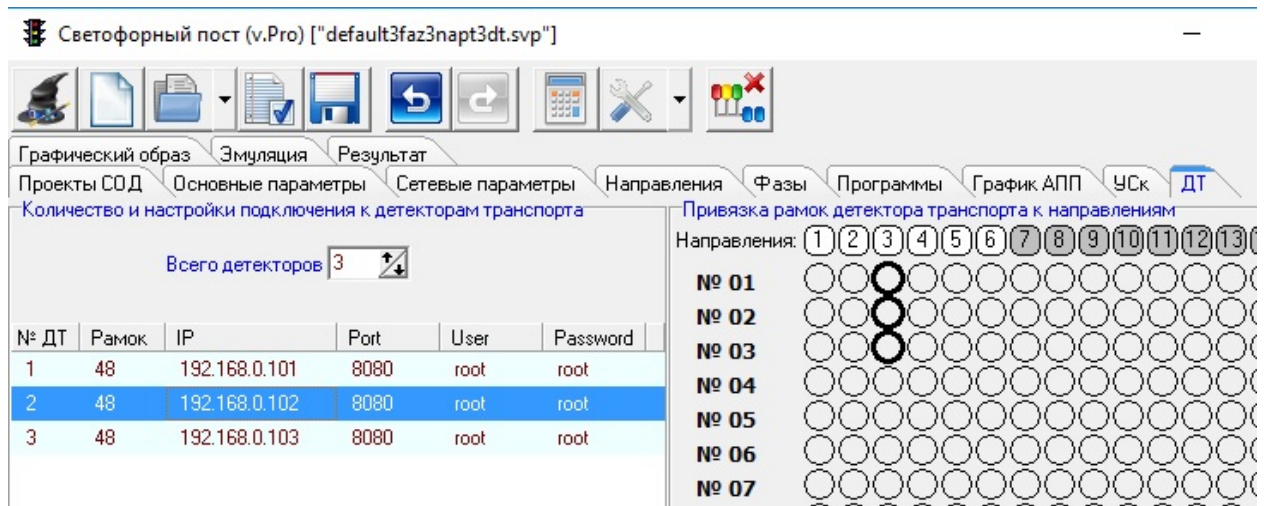 Светофорный пост (v.Pro) ["default3faz3napt3dt.svp"]
Графический образ Эмуляция Результат
Проекты СОД Основные параметры Сетевые параметры Направления Фазы Программы График АПП УСк ДТ
Количество и настройки подключения к детекторам транспорта
Всего детекторов 3
№ ДТ Рамок IP Port User Password
1 48 192.168.0.101 8080 root root
2 48 192.168.0.102 8080 root root
3 48 192.168.0.103 8080 root root
Привязка рамок детектора транспорта к направлениям
Направления: 1 2 3 4 5 6 7 8 9 10 11 12 13
№ 01
№ 02
№ 03
№ 04
№ 05
№ 06
№ 07